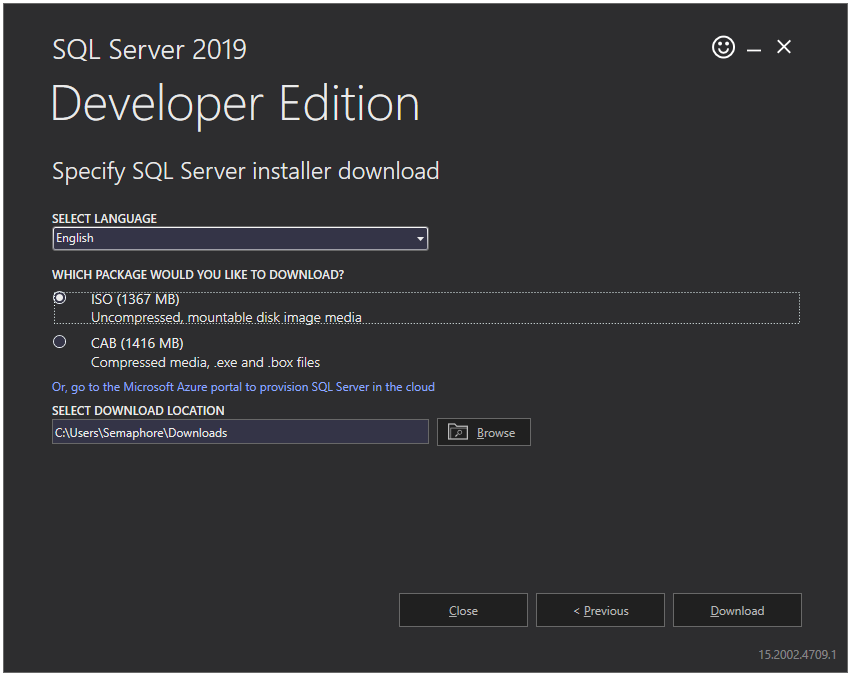 SQL Server 2019
Developer Edition
Specify SQL Server installer download
SELECT LANGUAGE
English
WHICH PACKAGE WOULD YOU LIKE TO DOWNLOAD?
ISO (1367 MB)
Uncompressed, mountable disk image media
CAB (1416 MB)
Compressed media, .exe and .box files
Or, go to the Microsoft Azure portal to provision SQL Server in the cloud
SELECT DOWNLOAD LOCATION
C:\Users\Semaphore\Downloads
Browse
Close
< Previous
Download
15.2002.4709.1